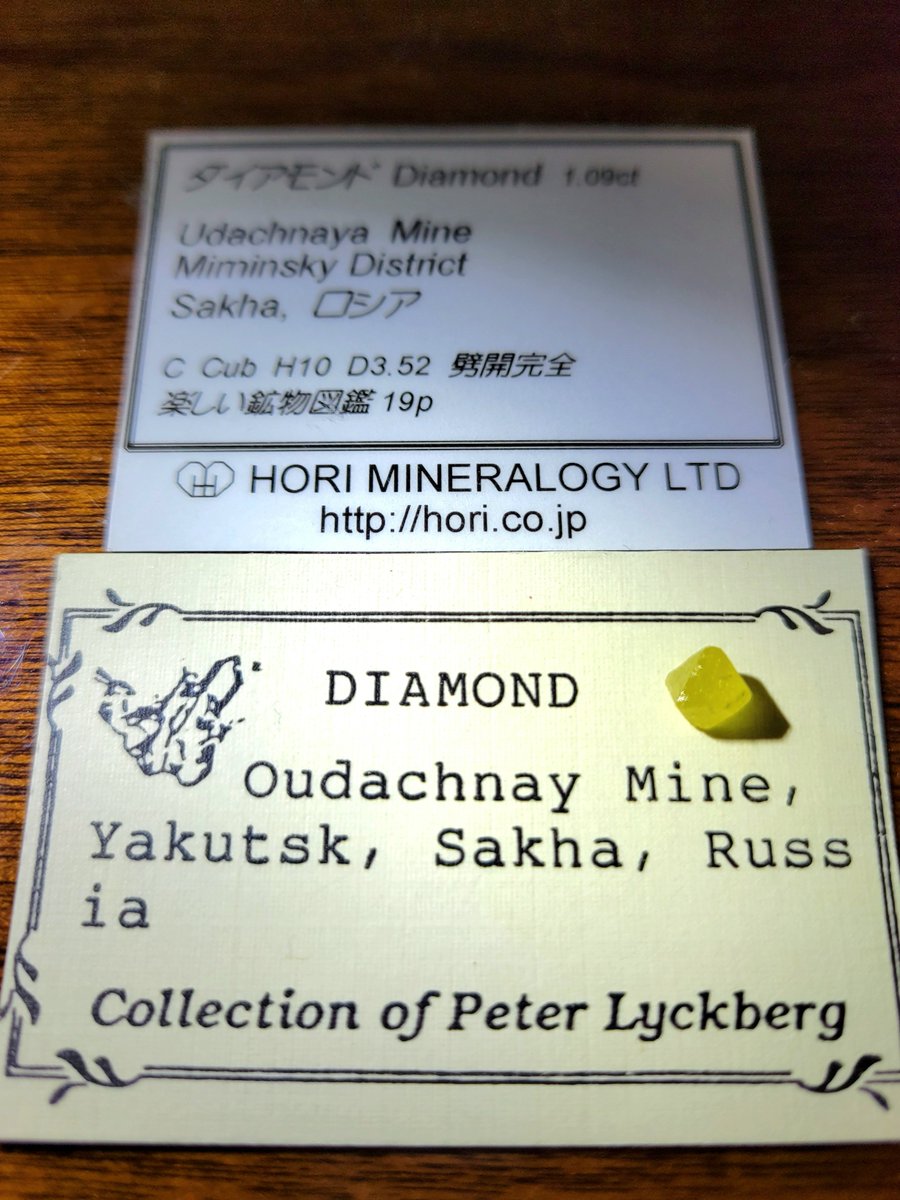 ダイアモンド Diamond 1.09ct
Udachnaya Mine
Miminsky District
Sakha, ロシア
C Cub H10 D3.52 劈開完全
楽しい鉱物図鑑 19p
HORI MINERALOGY LTD
http://hori.co.jp
DIAMOND
Oudachnay Mine,
Yakutsk, Sakha, Russ
ia
Collection of Peter Lyckberg